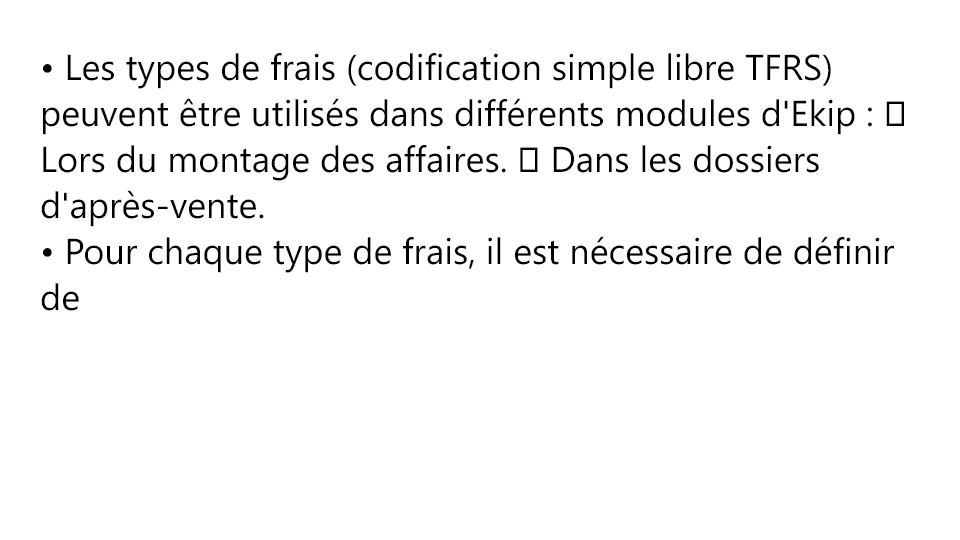 • Les types de frais (codification simple libre TFRS)
peuvent être utilisés dans différents modules d'Ekip : 
Lors du montage des affaires.  Dans les dossiers
d'après-vente.
• Pour chaque type de frais, il est nécessaire de définir
de